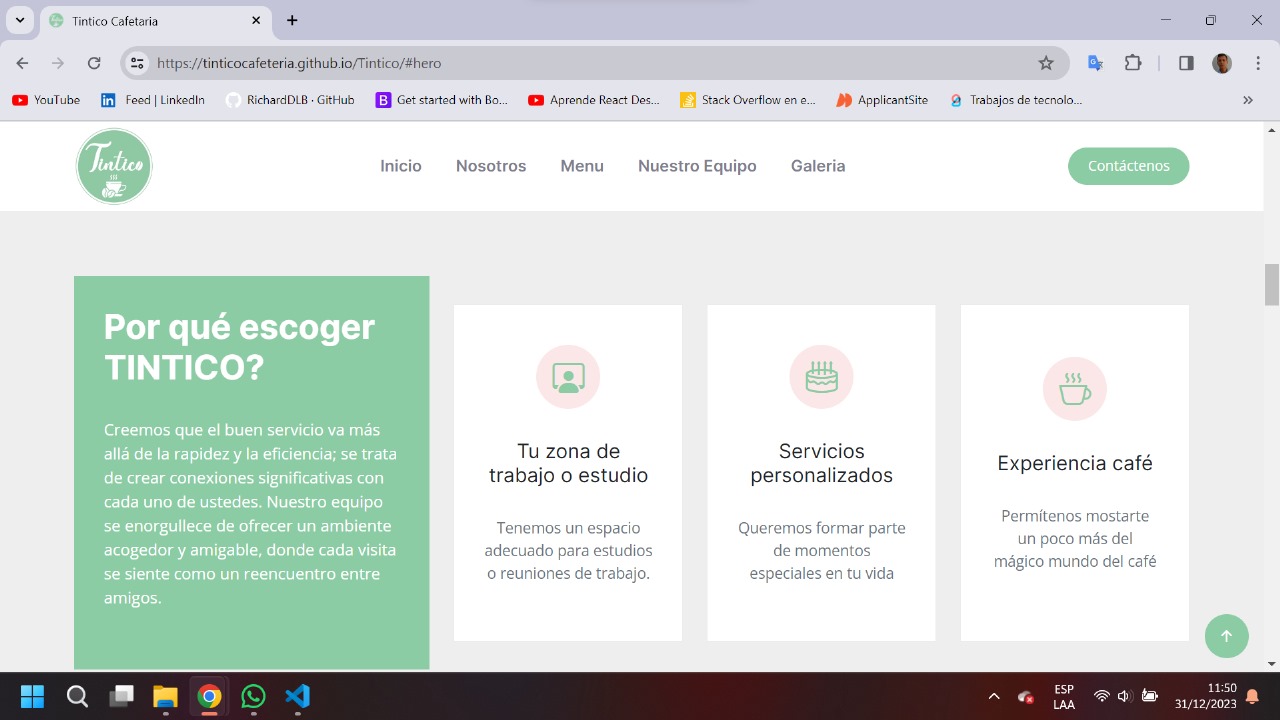 Tintico Cafetaria
https://tinticocafeteria.github.io/Tintico/#hero
YouTube
Feed | LinkedIn
RichardDLB · GitHub
Get started with Bo...
Aprende React Des...
Stack Overflow en e...
ApplicantSite
Trabajos de tecnolo...
Tintico
Inicio
Nosotros
Menu
Nuestro Equipo
Galeria
Contáctenos
Por qué escoger
TINTICO?
Creemos que el buen servicio va más
allá de la rapidez y la eficiencia; se trata
de crear conexiones significativas con
cada uno de ustedes. Nuestro equipo
se enorgullece de ofrecer un ambiente
acogedor y amigable, donde cada visita
se siente como un reencuentro entre
amigos.
Tu zona de
trabajo o estudio
Tenemos un espacio
adecuado para estudios
o reuniones de trabajo.
Servicios
personalizados
Queremos formar parte
de momentos
especiales en tu vida
Experiencia café
Permítenos mostarte
un poco más del
mágico mundo del café
ESP
LAA
11:50
31/12/2023